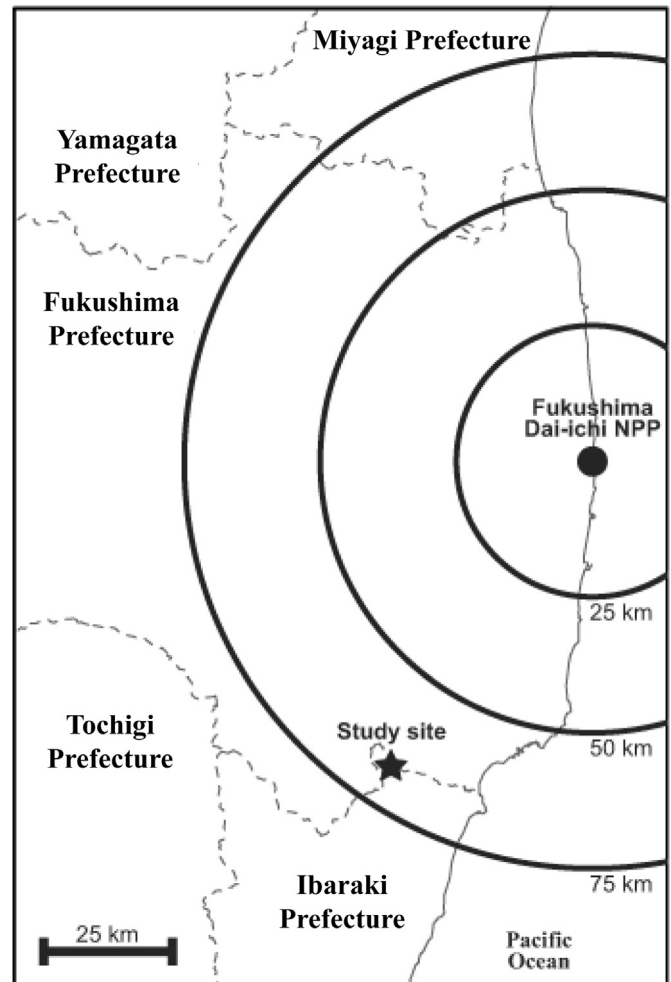 Miyagi Prefecture
Yamagata
Prefecture
Fukushima
Prefecture
Fukushima
Dai-ichi NPP
25 km
Tochigi
Prefecture
Study site
50 km
75 km
Ibaraki
Prefecture
25 km
Pacific
Ocean